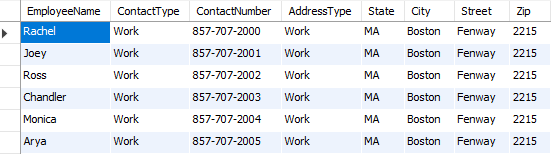 EmployeeName ContactType ContactNumber AddressType State City Street Zip
Rachel Work 857-707-2000 Work MA Boston Fenway 2215
Joey Work 857-707-2001 Work MA Boston Fenway 2215
Ross Work 857-707-2002 Work MA Boston Fenway 2215
Chandler Work 857-707-2003 Work MA Boston Fenway 2215
Monica Work 857-707-2004 Work MA Boston Fenway 2215
Arya Work 857-707-2005 Work MA Boston Fenway 2215